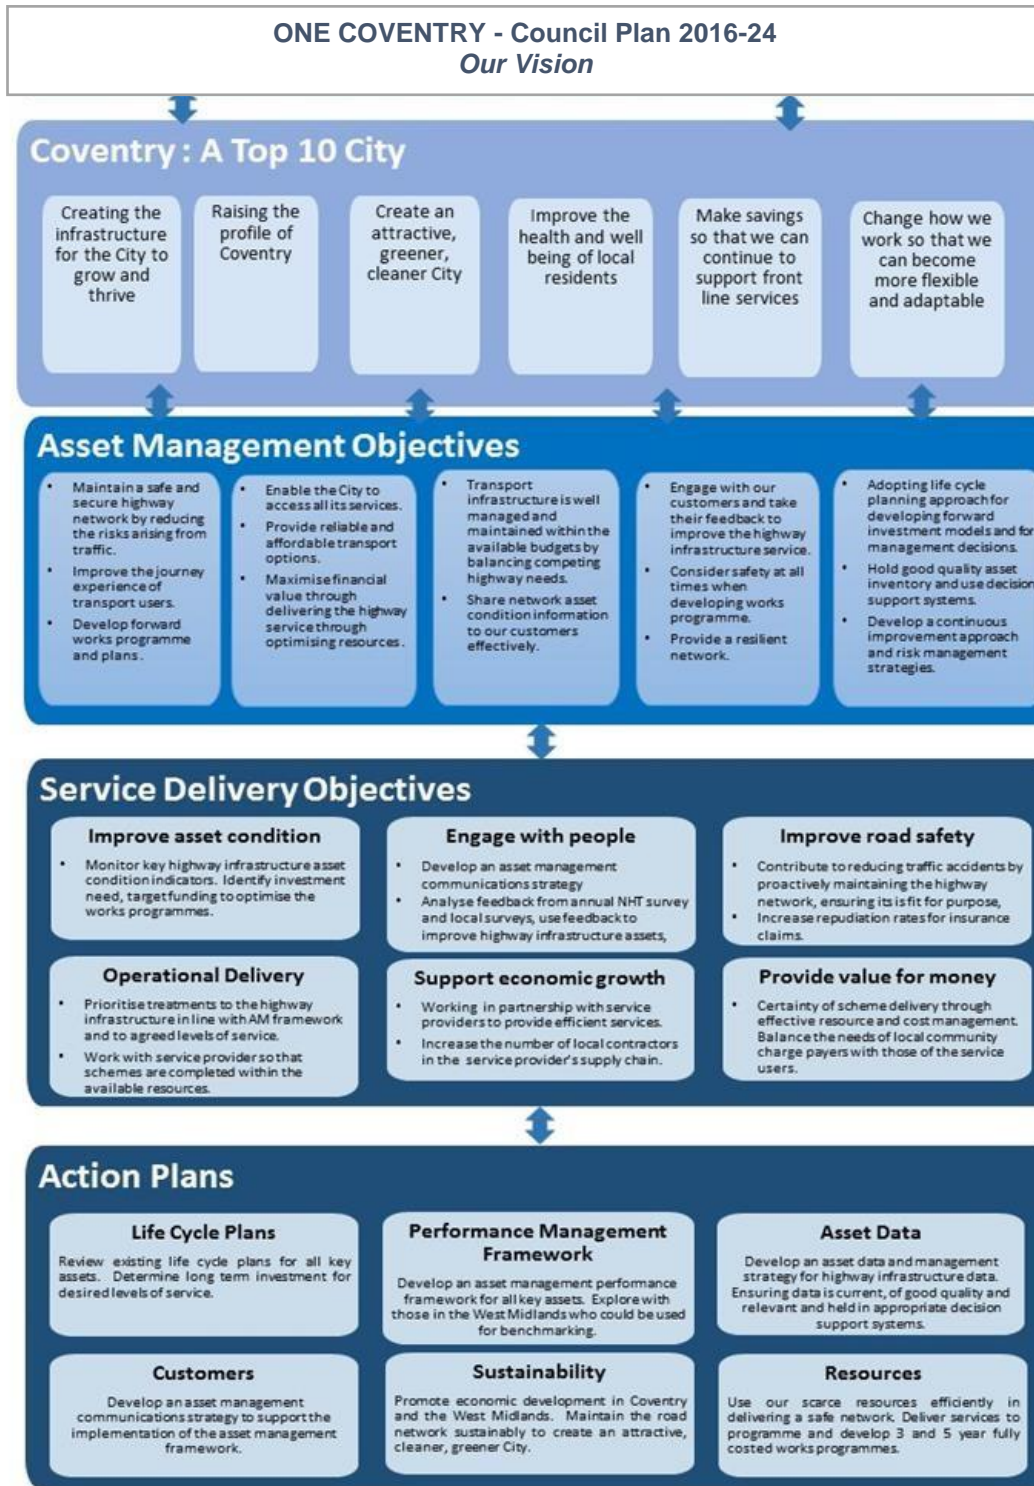 ONE COVENTRY - Council Plan 2016-24
Our Vision
Coventry : A Top 10 City
Creating the
infrastructure
for the City to
grow and
thrive
Raising the
profile of
Coventry
Create an
attractive,
greener,
cleaner City
Improve the
health and well
being of local
residents
Make savings
so that we can
continue to
support front
line services
Change how we
work so that we
can become
more flexible
and adaptable
Asset Management Objectives
• Maintain a safe and
secure highway
network by reducing
the risks arising from
traffic.
• Improve the journey
experience of
transport users.
• Develop forward
works programme
and plans.
• Enable the City to
access all its services.
• Provide reliable and
affordable transport
options.
• Maximise financial
value through
delivering the highway
service through
optimising resources.
• Transport
infrastructure is well
managed and
maintained within the
available budgets by
balancing competing
highway needs.
• Share network asset
condition information
to our customers
effectively.
• Engage with our
customers and take
their feedback to
improve the highway
infrastructure service.
• Consider safety at all
times when
developing works
programme.
• Provide a resilient
network.
• Adopting life cycle
planning approach for
developing forward
investment models and for
management decisions.
• Hold good quality asset
inventory and use decision
support systems.
• Develop a continuous
improvement approach
and risk management
strategies.
Service Delivery Objectives
Improve asset condition
• Monitor key highway infrastructure asset
condition indicators. Identify investment
need, target funding to optimise the
works programmes.
Engage with people
• Develop an asset management
communications strategy
• Analyse feedback from annual NHT survey
and local surveys, use feedback to
improve highway infrastructure assets,
Improve road safety
• Contribute to reducing traffic accidents by
proactively maintaining the highway
network, ensuring its is fit for purpose,
• Increase repudiation rates for insurance
claims.
Operational Delivery
• Prioritise treatments to the highway
infrastructure in line with AM framework
and to agreed levels of service.
• Work with service provider so that
schemes are completed within the
available resources.
Support economic growth
• Working in partnership with service
providers to provide efficient services.
• Increase the number of local contractors
in the service provider's supply chain.
Provide value for money
• Certainty of scheme delivery through
effective resource and cost management.
Balance the needs of local community
charge payers with those of the service
users.
Action Plans
Life Cycle Plans
Review existing life cycle plans for all key
assets. Determine long term investment for
desired levels of service.
Performance Management
Framework
Develop an asset management performance
framework for all key assets. Explore with
those in the West Midlands who could be used
for benchmarking.
Asset Data
Develop an asset data and management
strategy for highway infrastructure data.
Ensuring data is current, of good quality and
relevant and held in appropriate decision
support systems.
Customers
Develop an asset management
communications strategy to support the
implementation of the asset management
framework.
Sustainability
Promote economic development in Coventry
and the West Midlands. Maintain the road
network sustainably to create an attractive,
cleaner, greener City.
Resources
Use our scarce resources efficiently in
delivering a safe network. Deliver services to
programme and develop 3 and 5 year fully
costed works programmes.